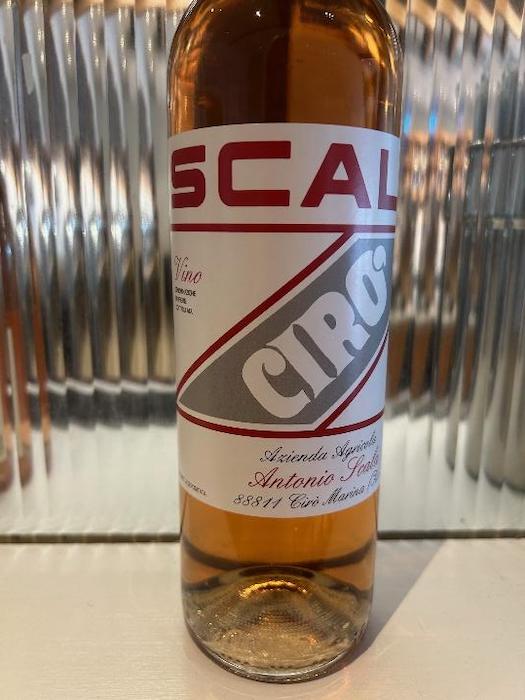 SCAL
Vino
CIRO'
Azienda Agricola
Antonio Scala
88811 Cirò Marina